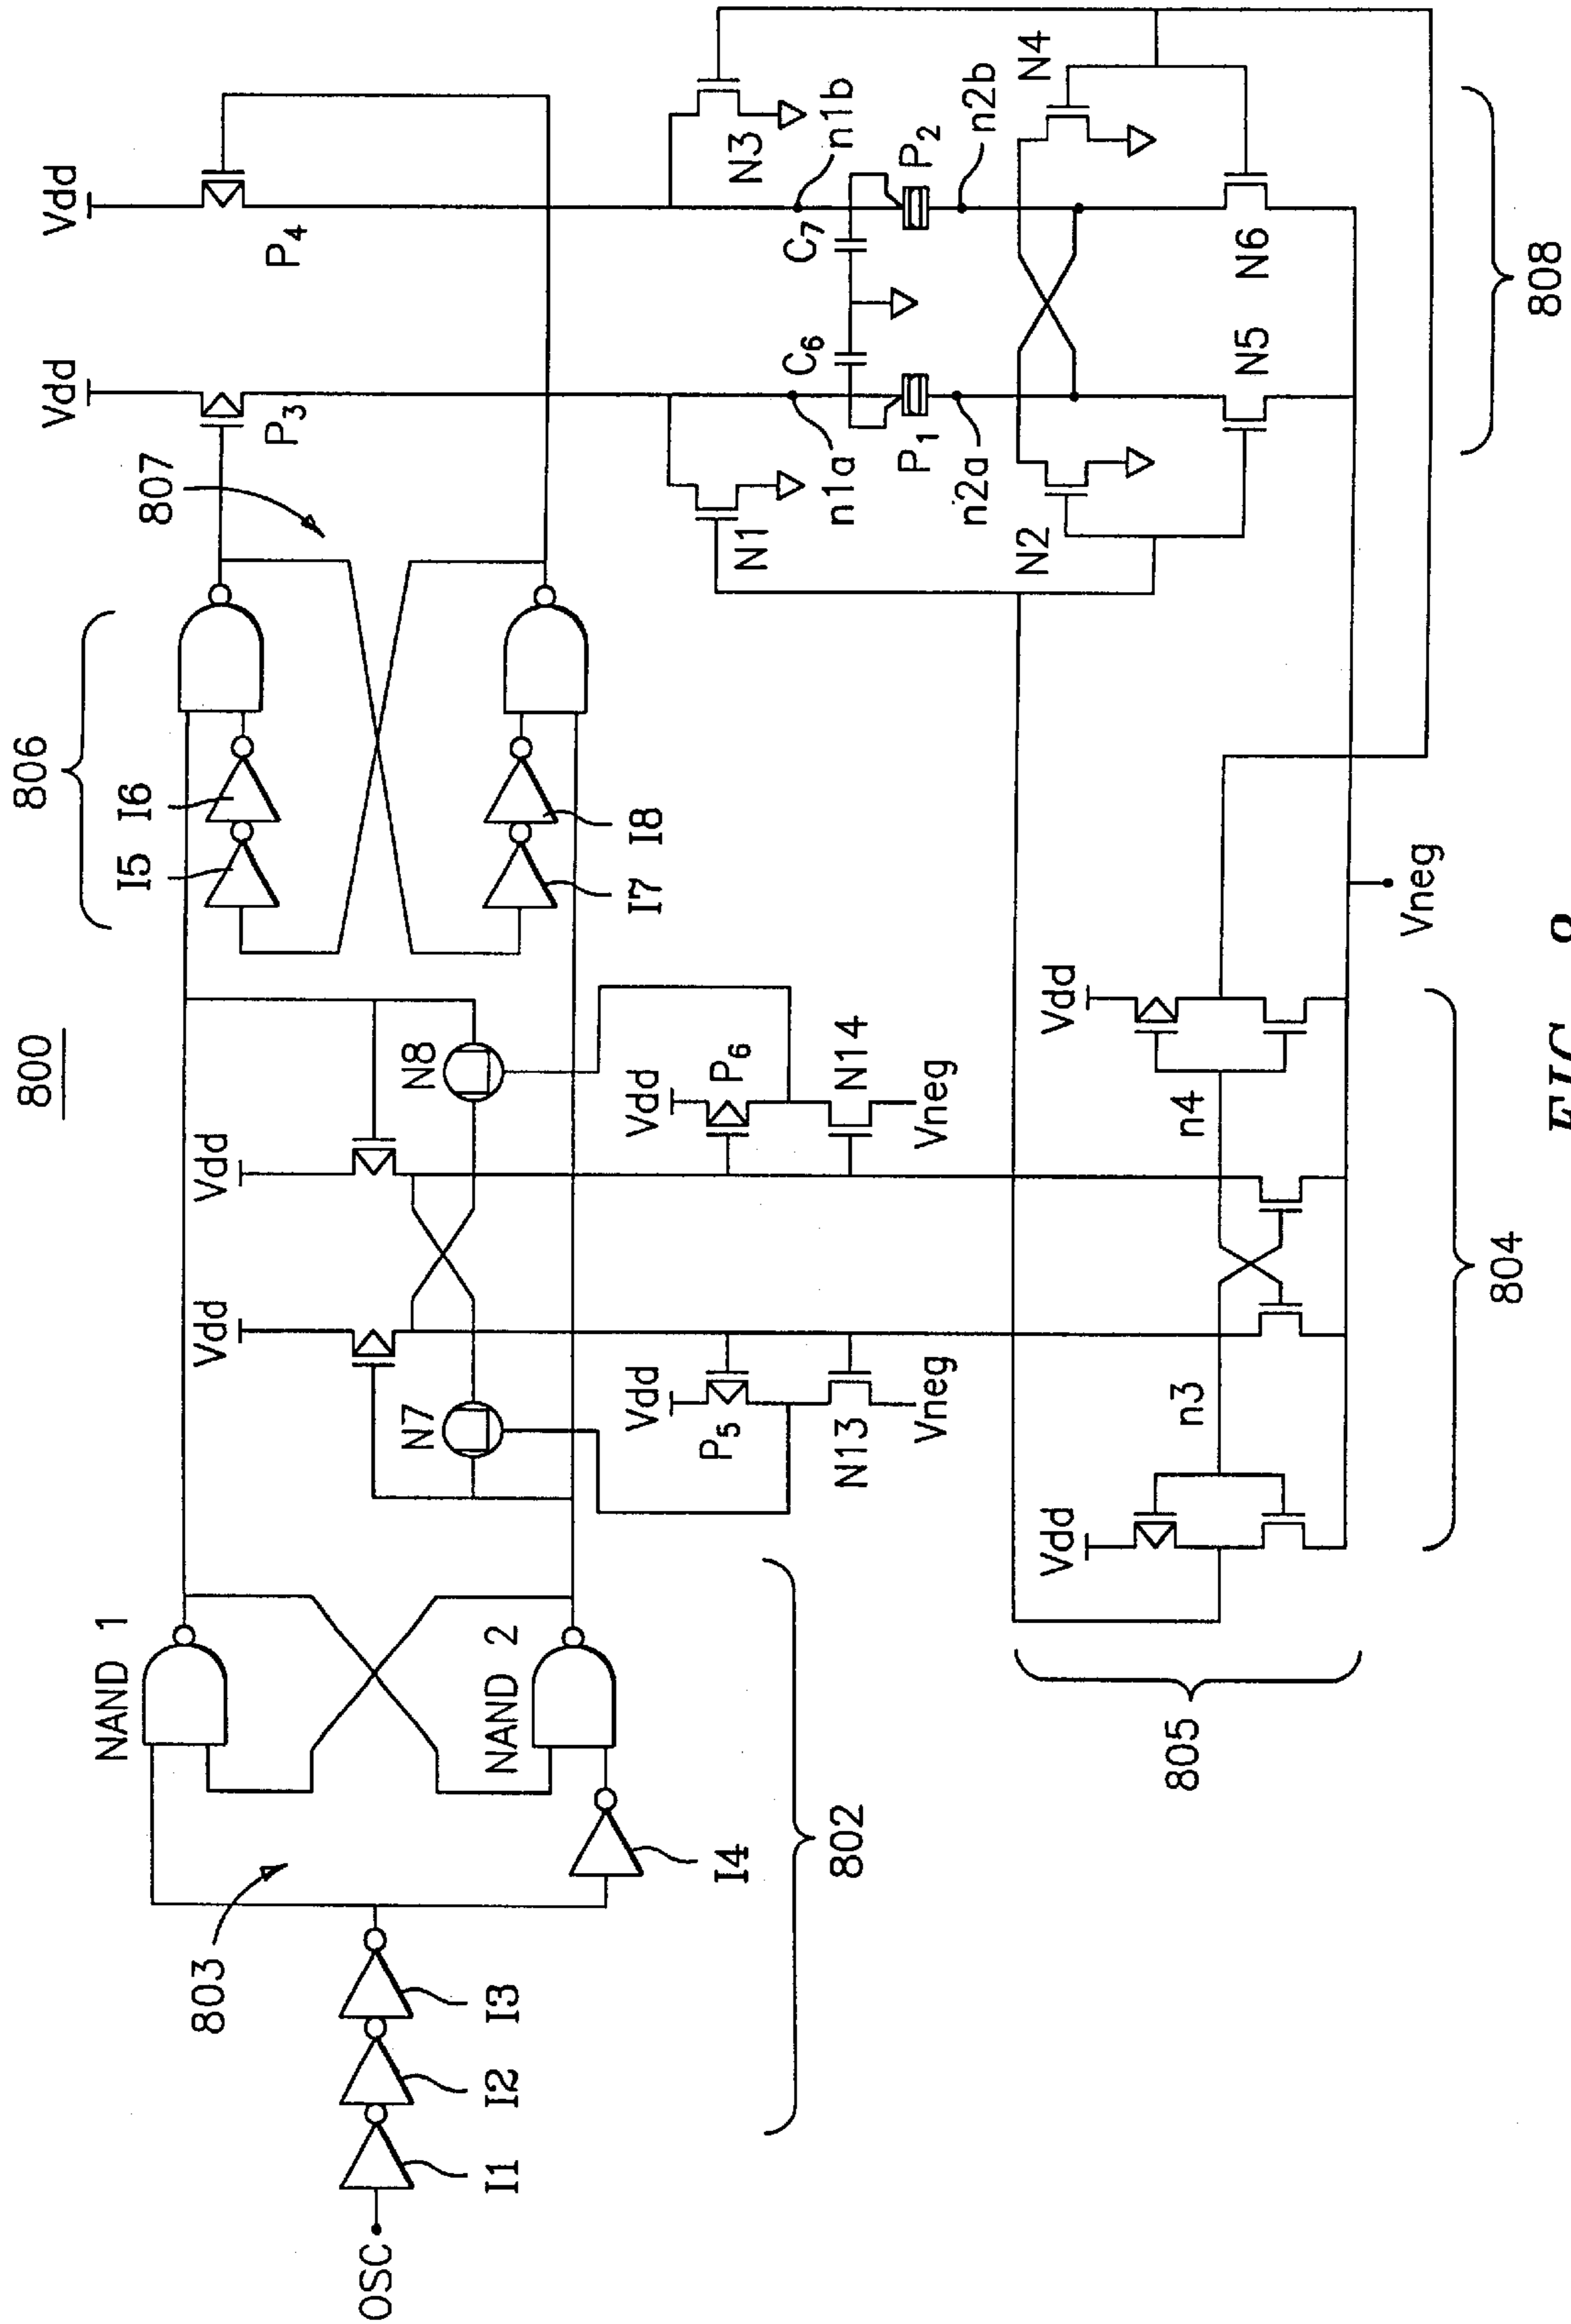 800
Vdd
Vdd
P4
P3
807
806
I5
I6
I7
I8
N3
n1b
C7
P2
n2b
N4
N6
808
N1
n1a
C6
P1
n2a
N2
N5
Vdd
Vdd
N8
N7
Vdd
P6
N14
Vneg
Vdd
P5
N13
Vneg
Vdd
n4
n3
Vdd
Vneg
804
805
NAND 1
NAND 2
803
I4
802
I3
I2
I1
OSC